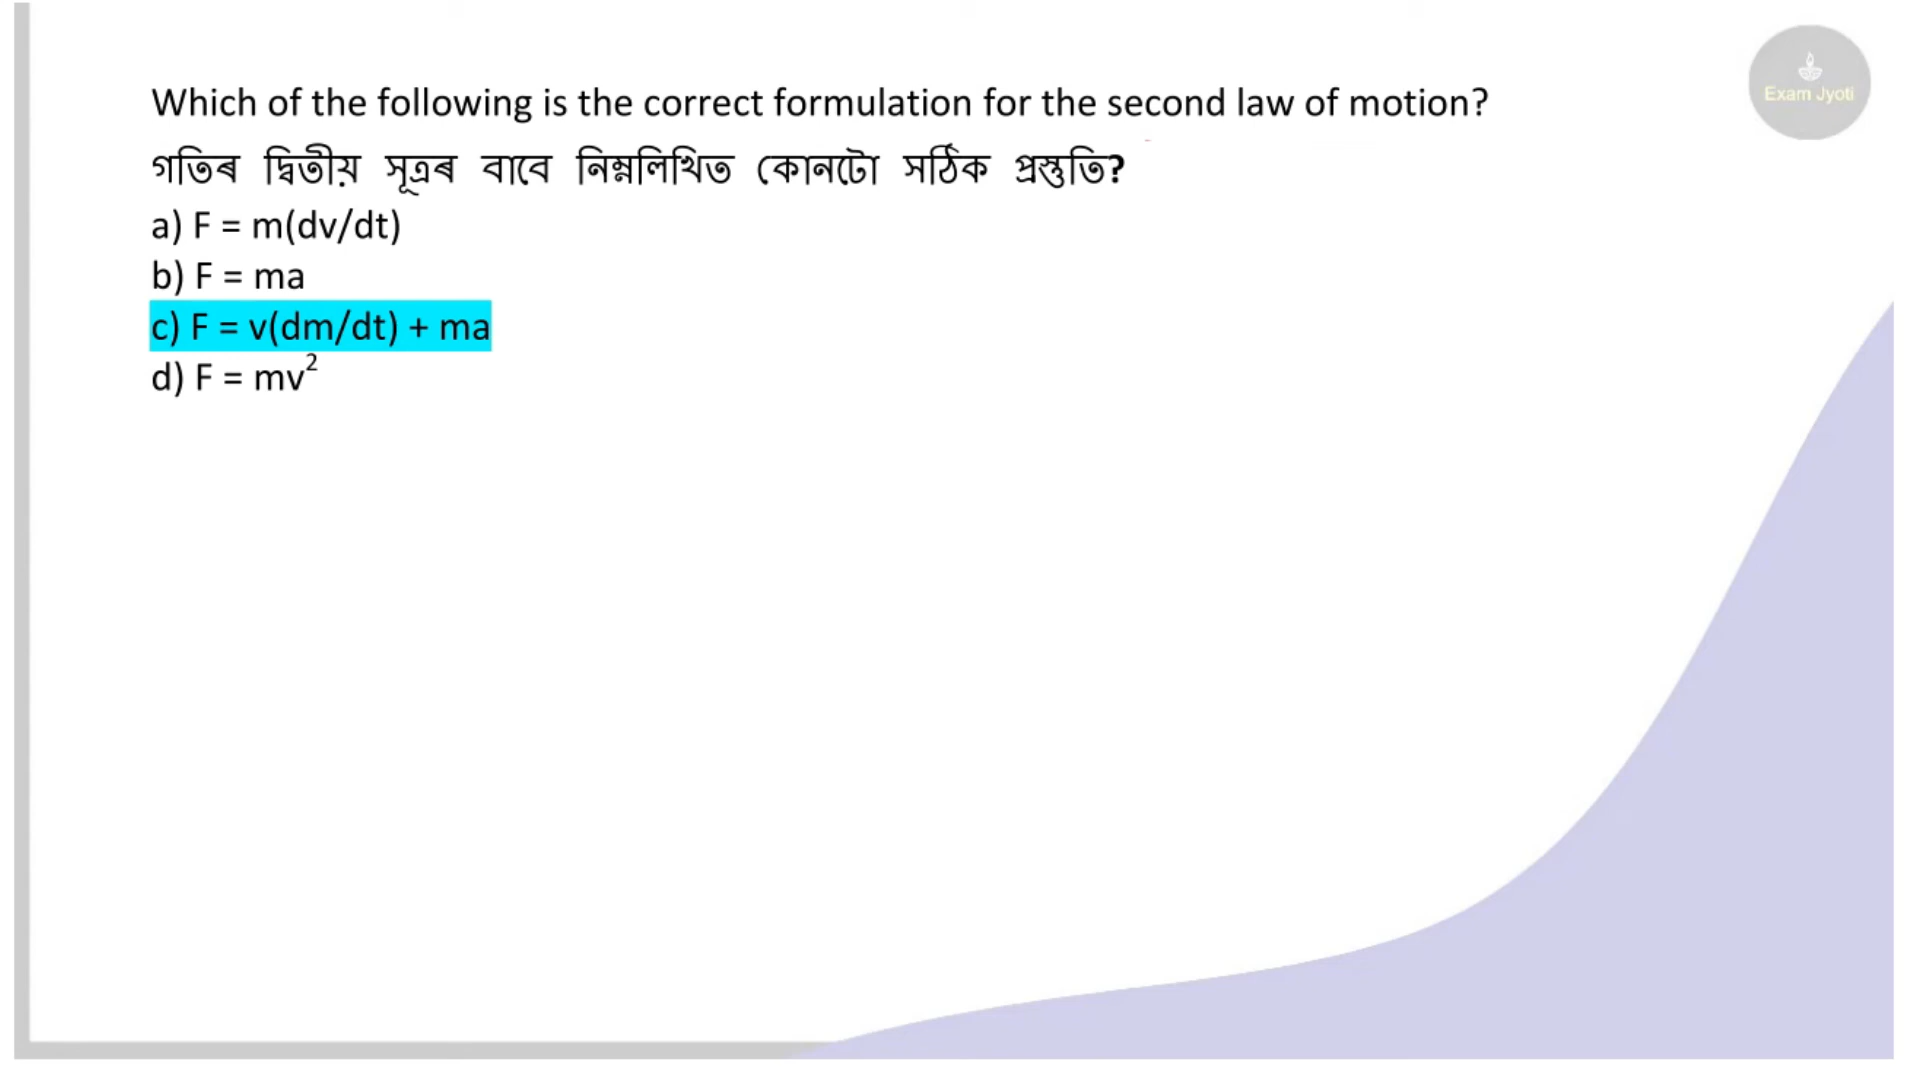 Exam Jyoti
Which of the following is the correct formulation for the second law of motion?
গতিৰ দ্বিতীয় সূত্ৰৰ বাবে নিম্নলিখিত কোনটো সঠিক প্ৰস্তুতি?
a) F = m(dv/dt)
b) F = ma
c) F = v(dm/dt) + ma
d) F = mv²